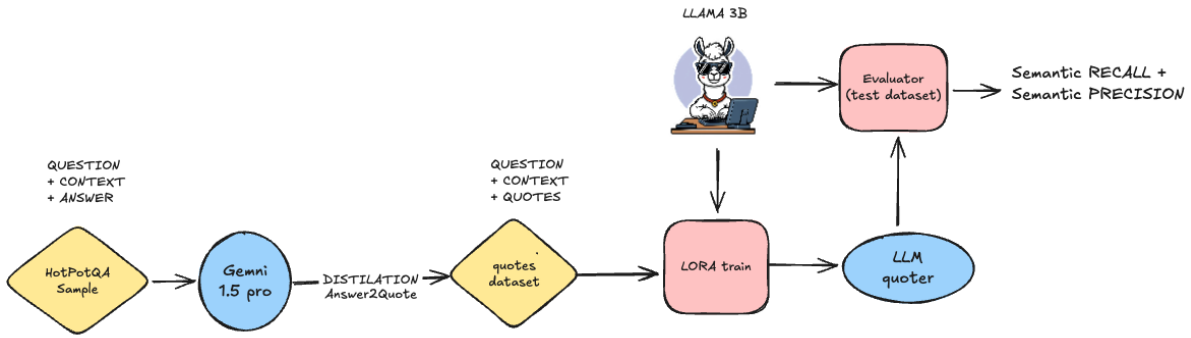 LLAMA 3B
Evaluator
(test dataset)
Semantic RECALL +
Semantic PRECISION
QUESTION
+ CONTEXT
+ ANSWER
QUESTION
+ CONTEXT
+ QUOTES
HotPotQA
Sample
Gemni
1.5 pro
DISTILATION
Answer2Quote
quotes
dataset
LORA train
LLM
quoter